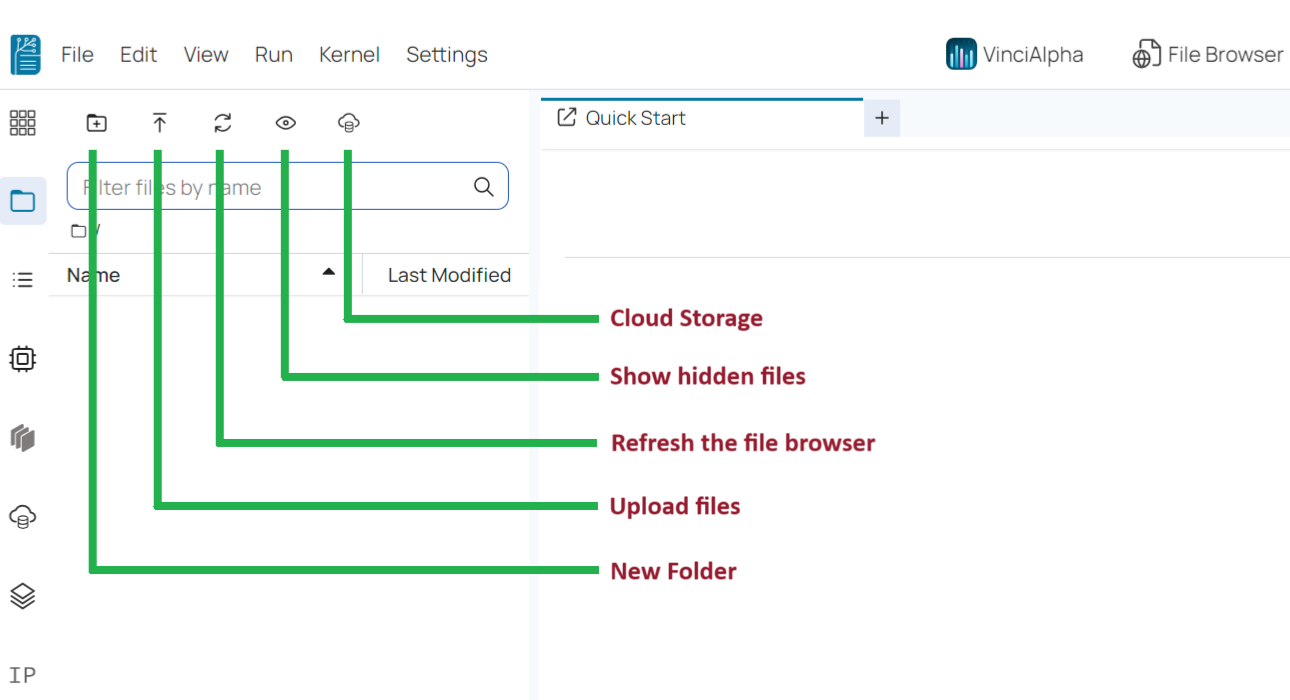 File Edit View Run Kernel Settings VinciAlpha File Browser
Quick Start +
Filter files by name
/
Name Last Modified
Cloud Storage
Show hidden files
Refresh the file browser
Upload files
New Folder
IP